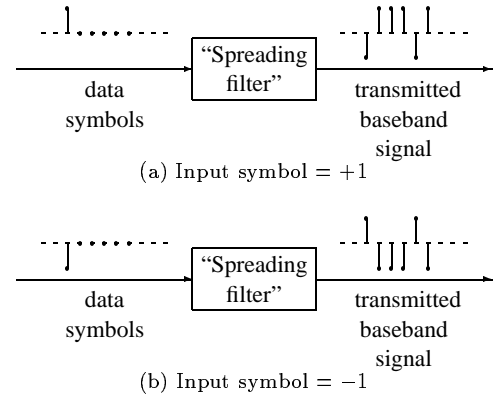 “Spreading
filter”
data
symbols
transmitted
baseband
signal
(a) Input symbol = +1
“Spreading
filter”
data
symbols
transmitted
baseband
signal
(b) Input symbol = −1